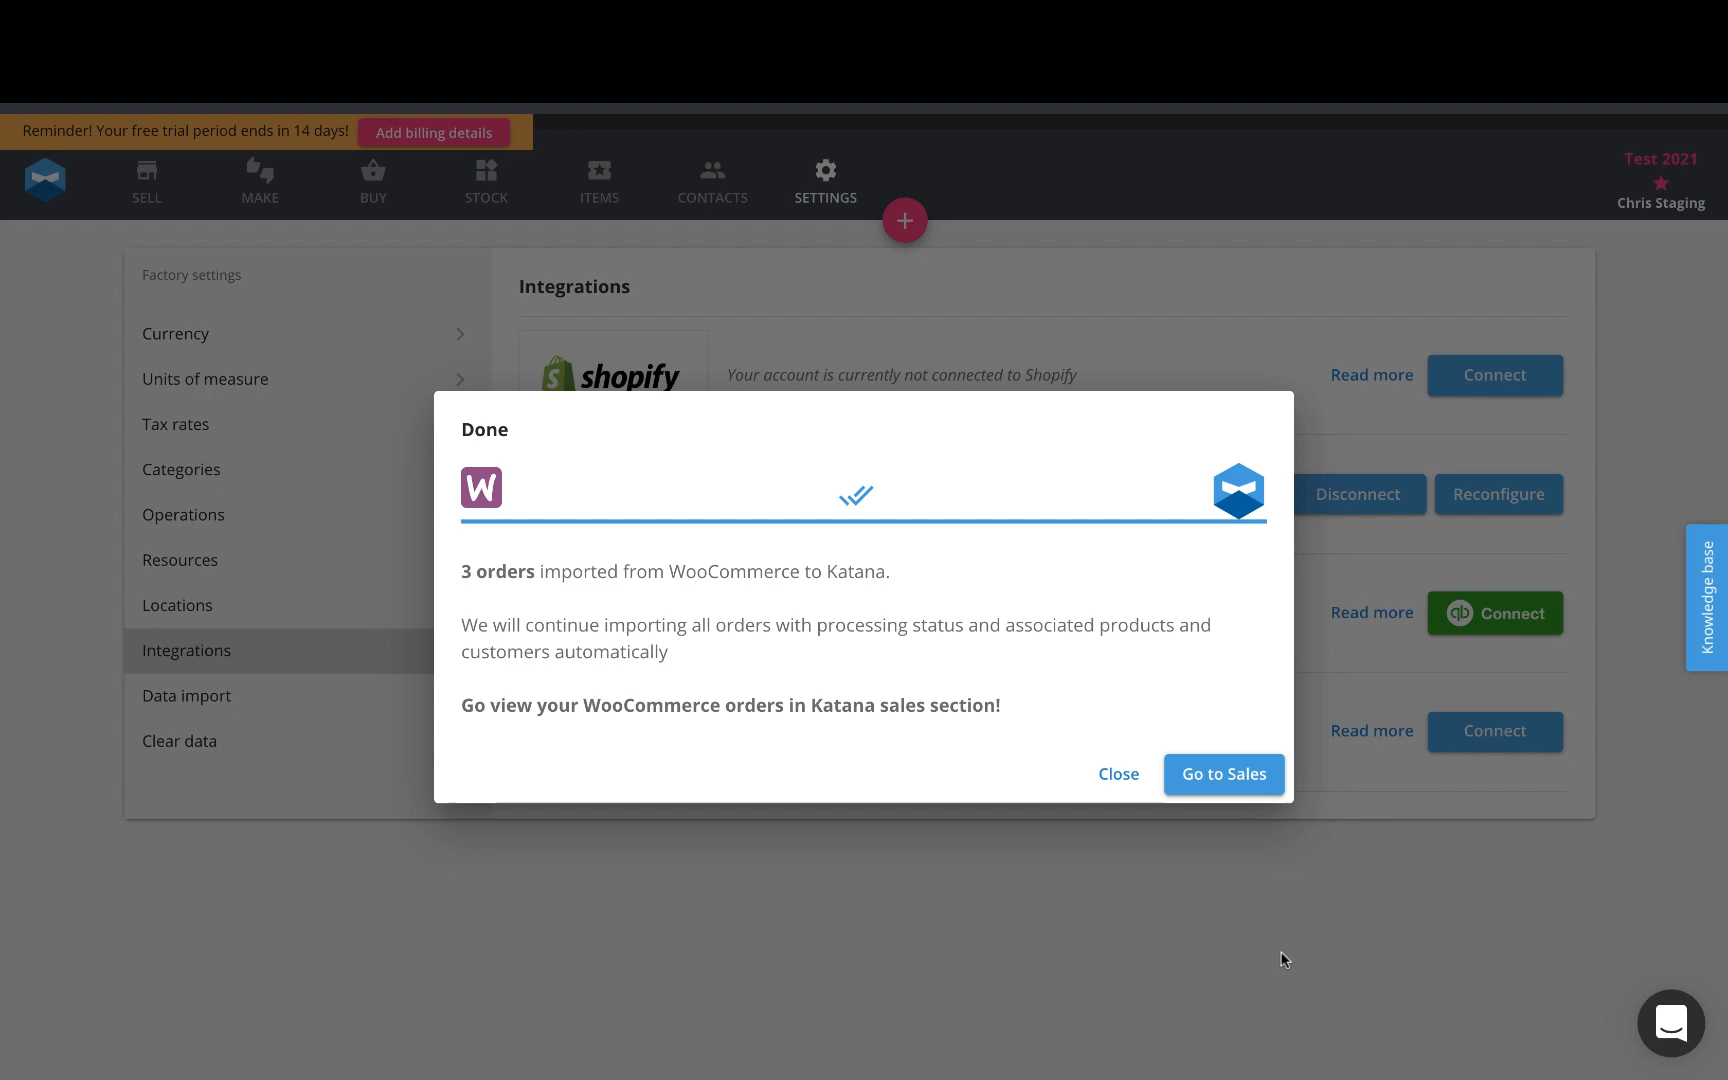 Reminder! Your free trial period ends in 14 days!
Add billing details
SELL
MAKE
BUY
STOCK
ITEMS
CONTACTS
SETTINGS
+
Test 2021
Chris Staging
Factory settings
Currency
Units of measure
Tax rates
Categories
Operations
Resources
Locations
Integrations
Data import
Clear data
Integrations
shopify
Your account is currently not connected to Shopify
Read more
Connect
Disconnect
Reconfigure
Read more
qb Connect
Read more
Connect
Done
W
3 orders imported from WooCommerce to Katana.
We will continue importing all orders with processing status and associated products and
customers automatically
Go view your WooCommerce orders in Katana sales section!
Close
Go to Sales
Knowledge base